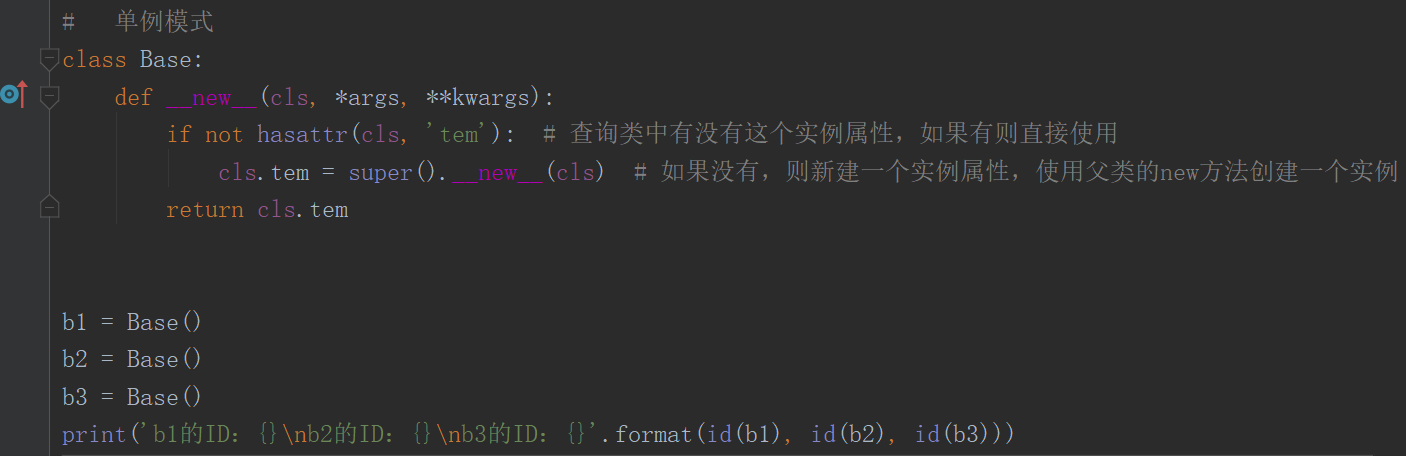 #   单例模式
class Base:
    def __new__(cls, *args, **kwargs):
        if not hasattr(cls, 'tem'):  # 查询类中有没有这个实例属性，如果有则直接使用
            cls.tem = super().__new__(cls)  # 如果没有，则新建一个实例属性，使用父类的new方法创建一个实例
        return cls.tem
b1 = Base()
b2 = Base()
b3 = Base()
print('b1的ID：{}\nb2的ID：{}\nb3的ID：{}'.format(id(b1), id(b2), id(b3)))